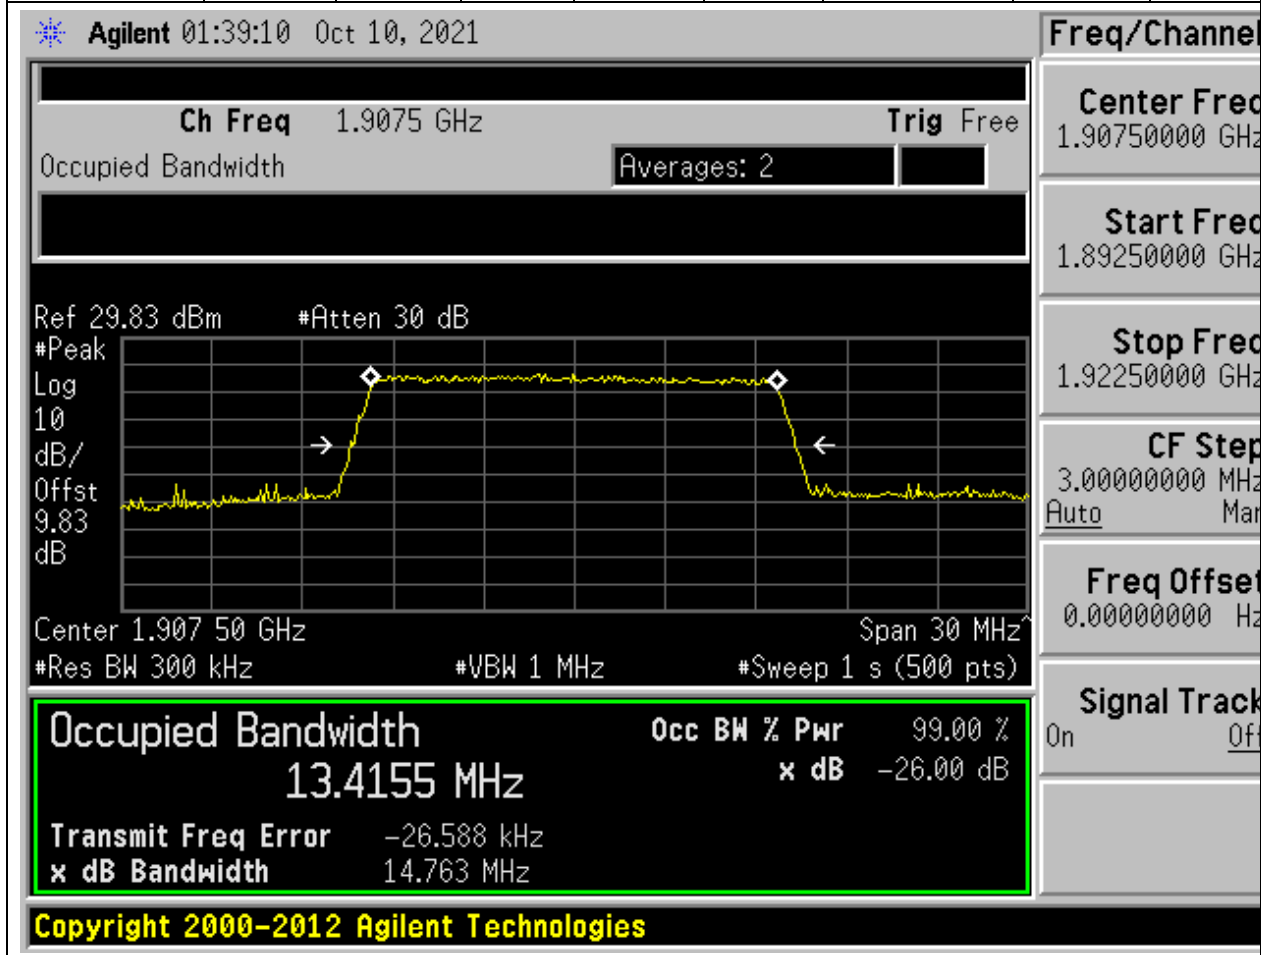 Agilent 01:39:10 Oct 10, 2021
Freq/Channel
Ch Freq 1.9075 GHz Trig Free
Occupied Bandwidth Averages: 2
Center Freq
1.90750000 GHz
Start Freq
1.89250000 GHz
Stop Freq
1.92250000 GHz
CF Step
3.00000000 MHz
Auto Man
Freq Offset
0.00000000 Hz
Signal Track
On Off
Ref 29.83 dBm #Atten 30 dB
#Peak
Log
10
dB/
Offst
9.83
dB
Center 1.907 50 GHz Span 30 MHz^
#Res BW 300 kHz #VBW 1 MHz #Sweep 1 s (500 pts)
Occupied Bandwidth
13.4155 MHz
Occ BW % Pwr 99.00 %
x dB -26.00 dB
Transmit Freq Error -26.588 kHz
x dB Bandwidth 14.763 MHz
Copyright 2000-2012 Agilent Technologies